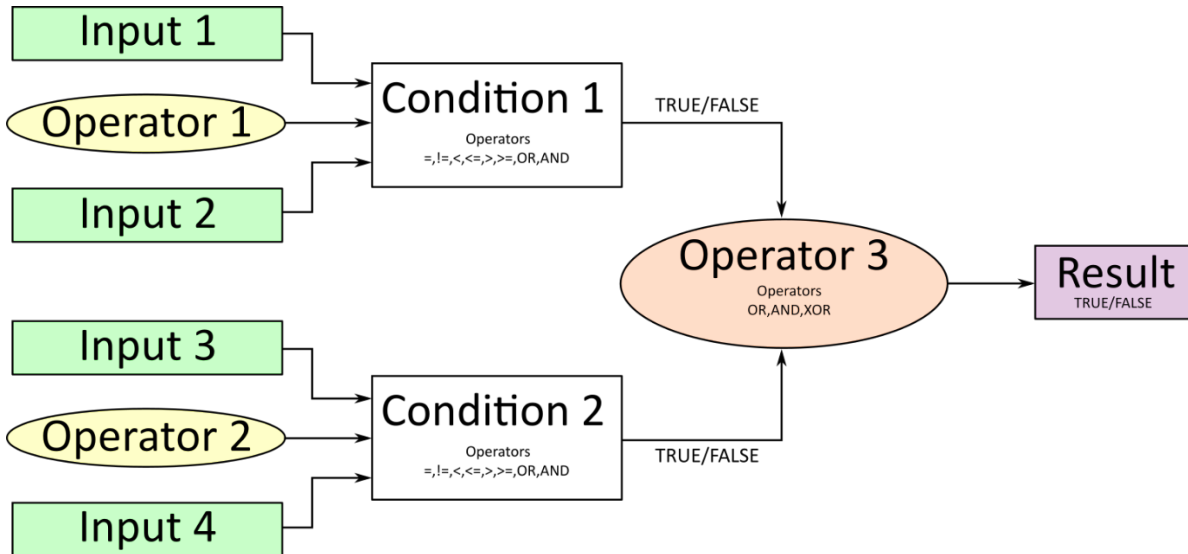 Input 1
Operator 1
Input 2
Condition 1
Operators
=,!=,<,<=,>,>=,OR,AND
TRUE/FALSE
Input 3
Operator 2
Input 4
Condition 2
Operators
=,!=,<,<=,>,>=,OR,AND
TRUE/FALSE
Operator 3
Operators
OR,AND,XOR
Result
TRUE/FALSE